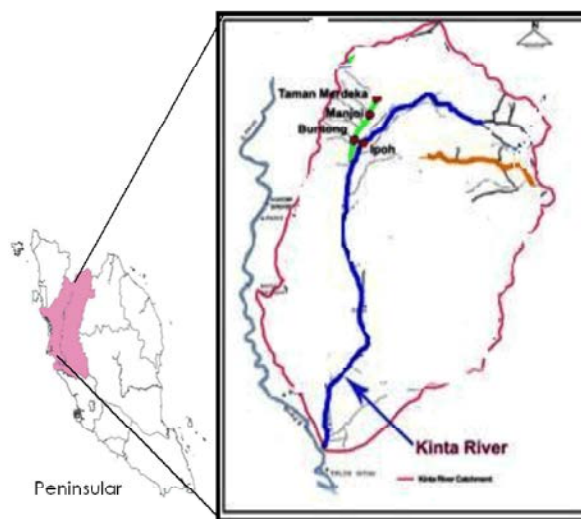 N
Taman Merdeka
Manjoi
Buntong
Ipoh
Kinta River
Peninsular
Kinta River Catchment